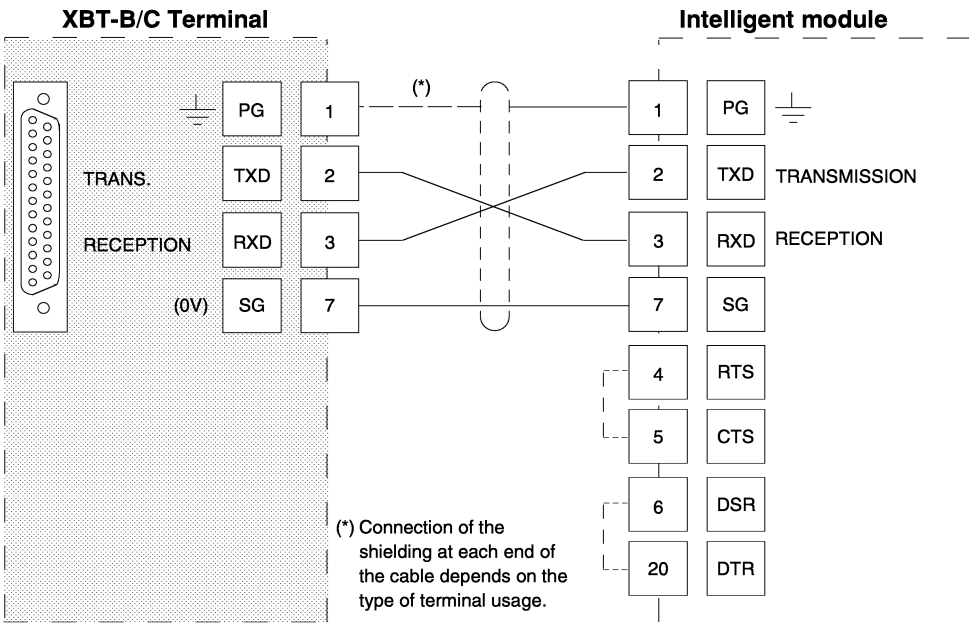 XBT-B/C Terminal
Intelligent module
PG 1 (*) 1 PG
TRANS. TXD 2 2 TXD TRANSMISSION
RECEPTION RXD 3 3 RXD RECEPTION
(0V) SG 7 7 SG
4 RTS
5 CTS
6 DSR
20 DTR
(*) Connection of the
shielding at each end of
the cable depends on the
type of terminal usage.